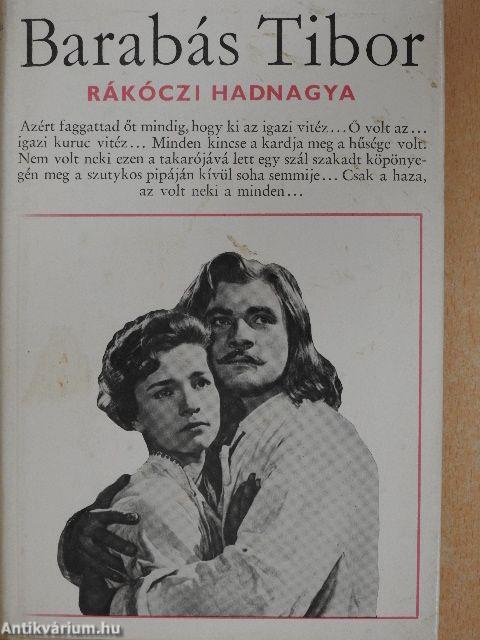 Barabás Tibor
RÁKÓCZI HADNAGYA
Azért faggattad őt mindig, hogy ki az igazi vitéz... Ő volt az...
igazi kuruc vitéz... Minden kincse a kardja meg a hűsége volt.
Nem volt neki ezen a takarójává lett egy szál szakadt köpönye-
gén meg a szutykos pipáján kívül soha semmije... Csak a haza,
az volt neki a minden...
Antikvárium.hu